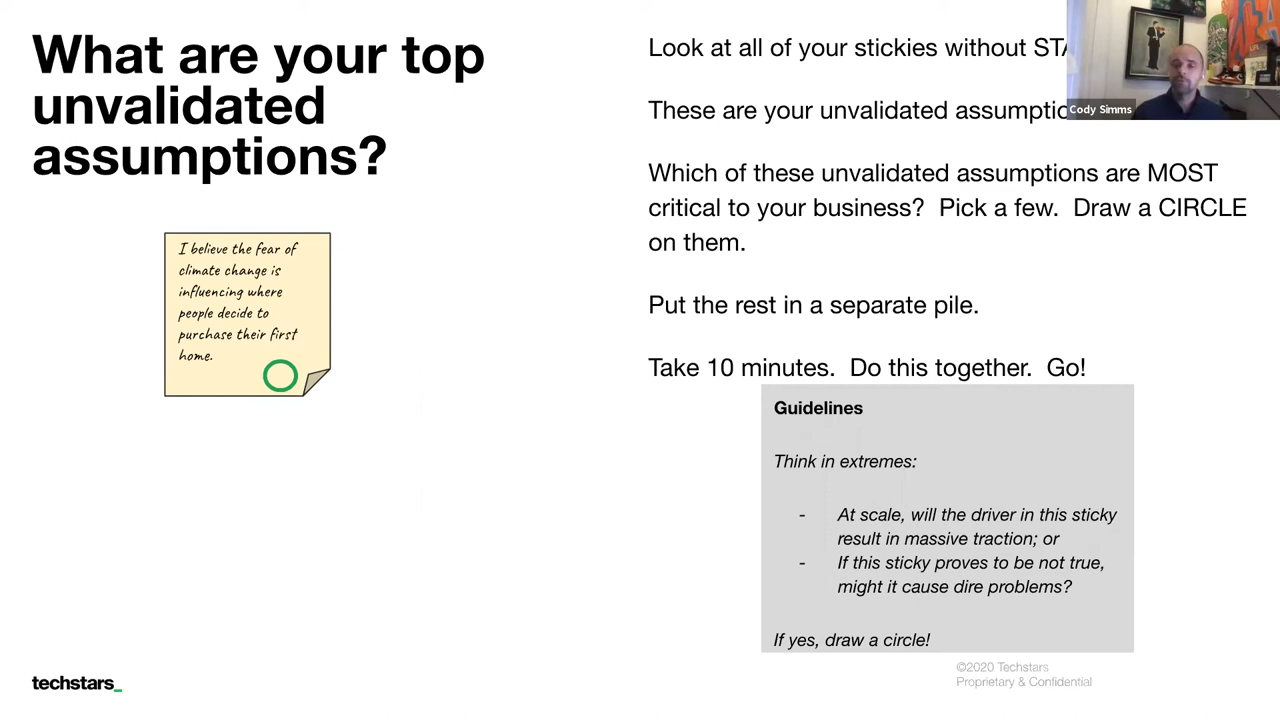 What are your top
unvalidated
assumptions?
I believe the fear of
climate change is
influencing where
people decide to
purchase their first
home.
Look at all of your stickies without
These are your unvalidated
Which of these unvalidated assumptions are MOST
critical to your business? Pick a few. Draw a CIRCLE
on them.
Put the rest in a separate pile.
Take 10 minutes. Do this together. Go!
Guidelines
Think in extremes:
- At scale, will the driver in this sticky
result in massive traction; or
- If this sticky proves to be not true,
might it cause dire problems?
If yes, draw a circle!
Cody Simms
techstars_
©2020 Techstars
Proprietary & Confidential